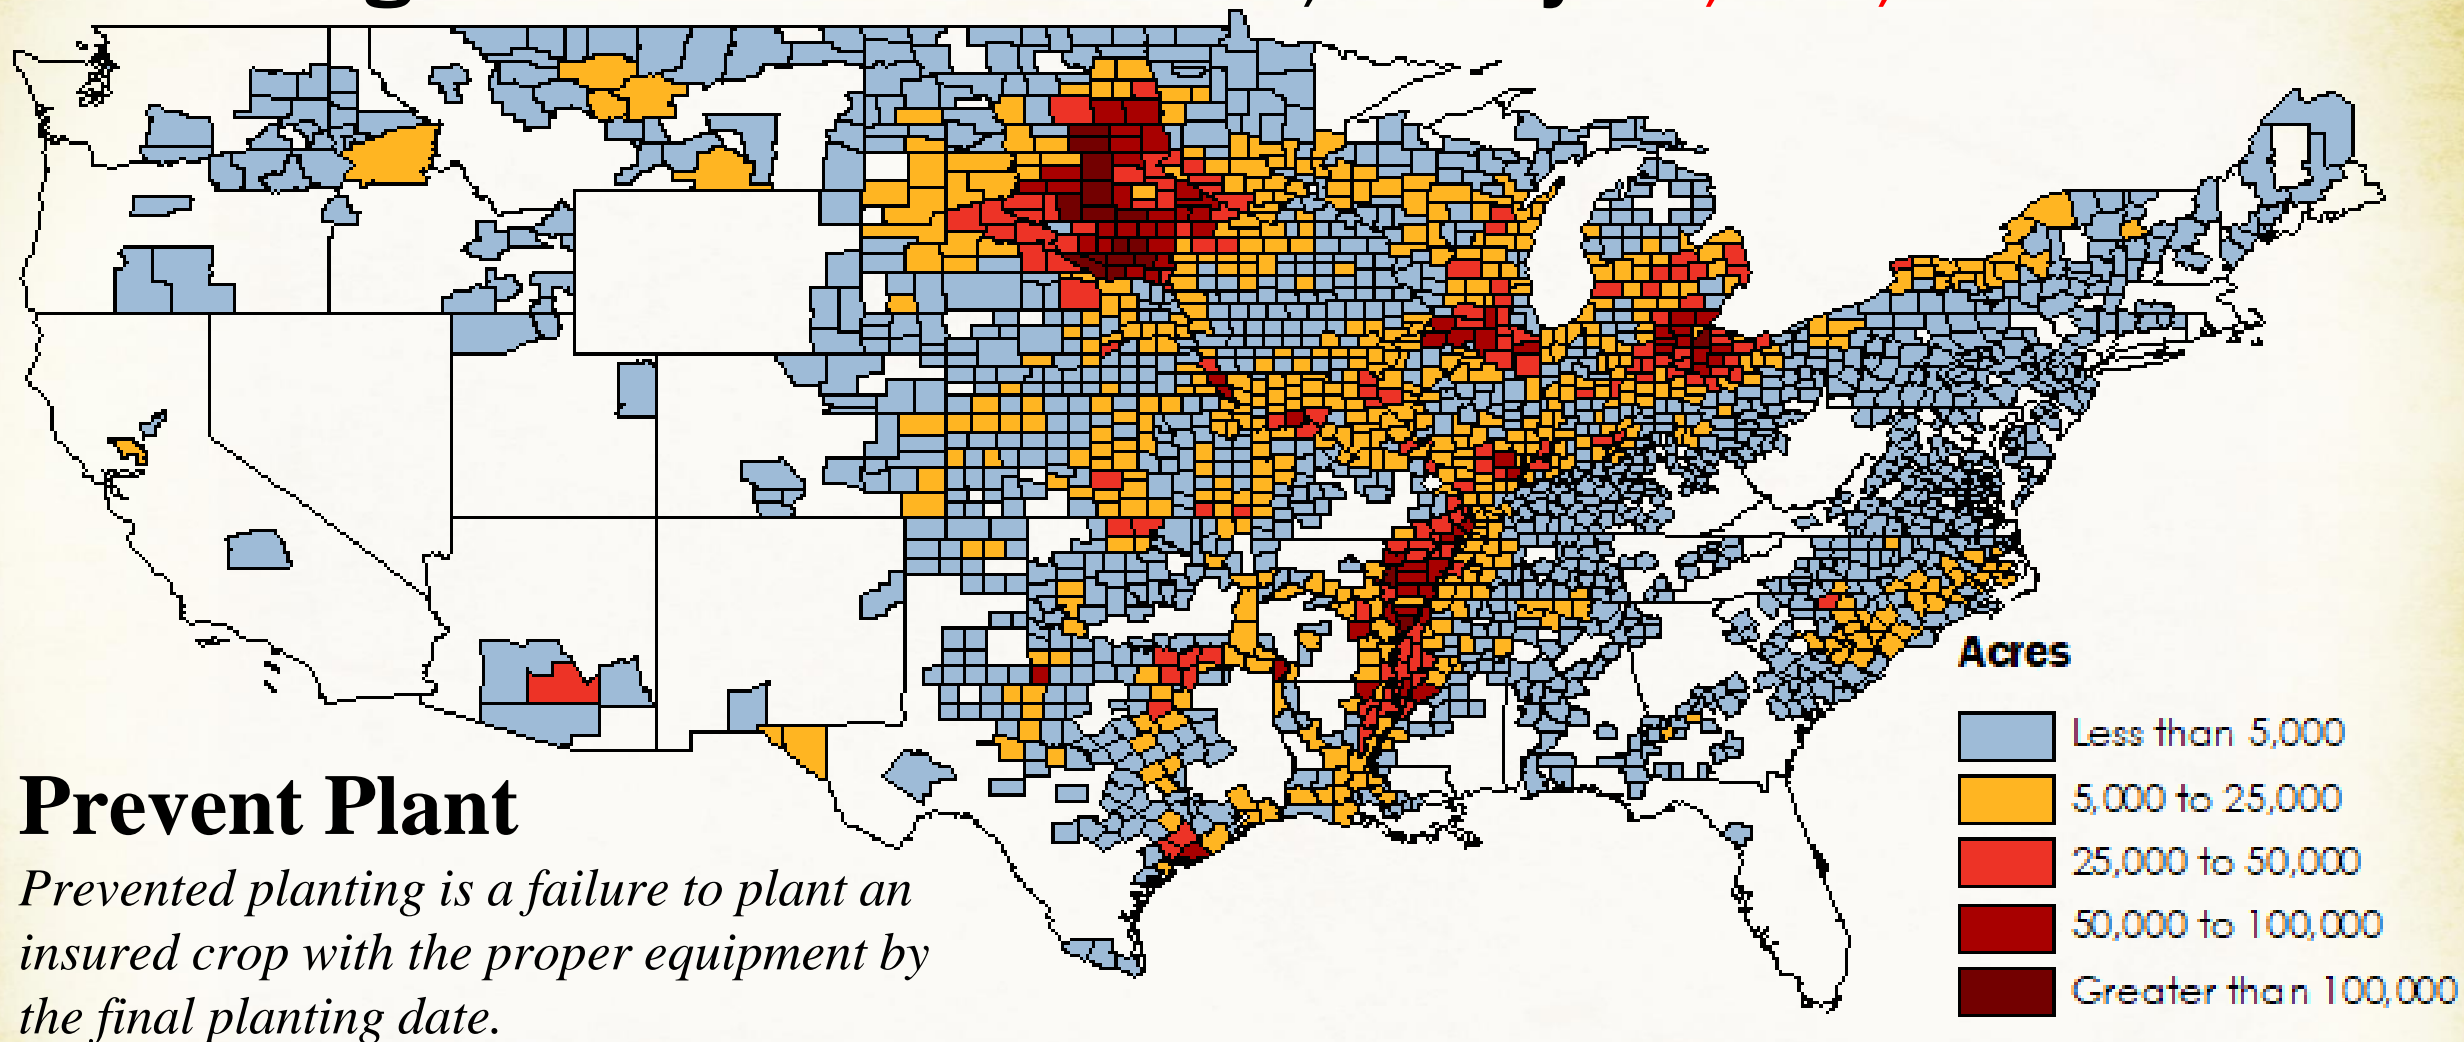 Prevent Plant
Prevented planting is a failure to plant an
insured crop with the proper equipment by
the final planting date.
Acres
Less than 5,000
5,000 to 25,000
25,000 to 50,000
50,000 to 100,000
Greater than 100,000